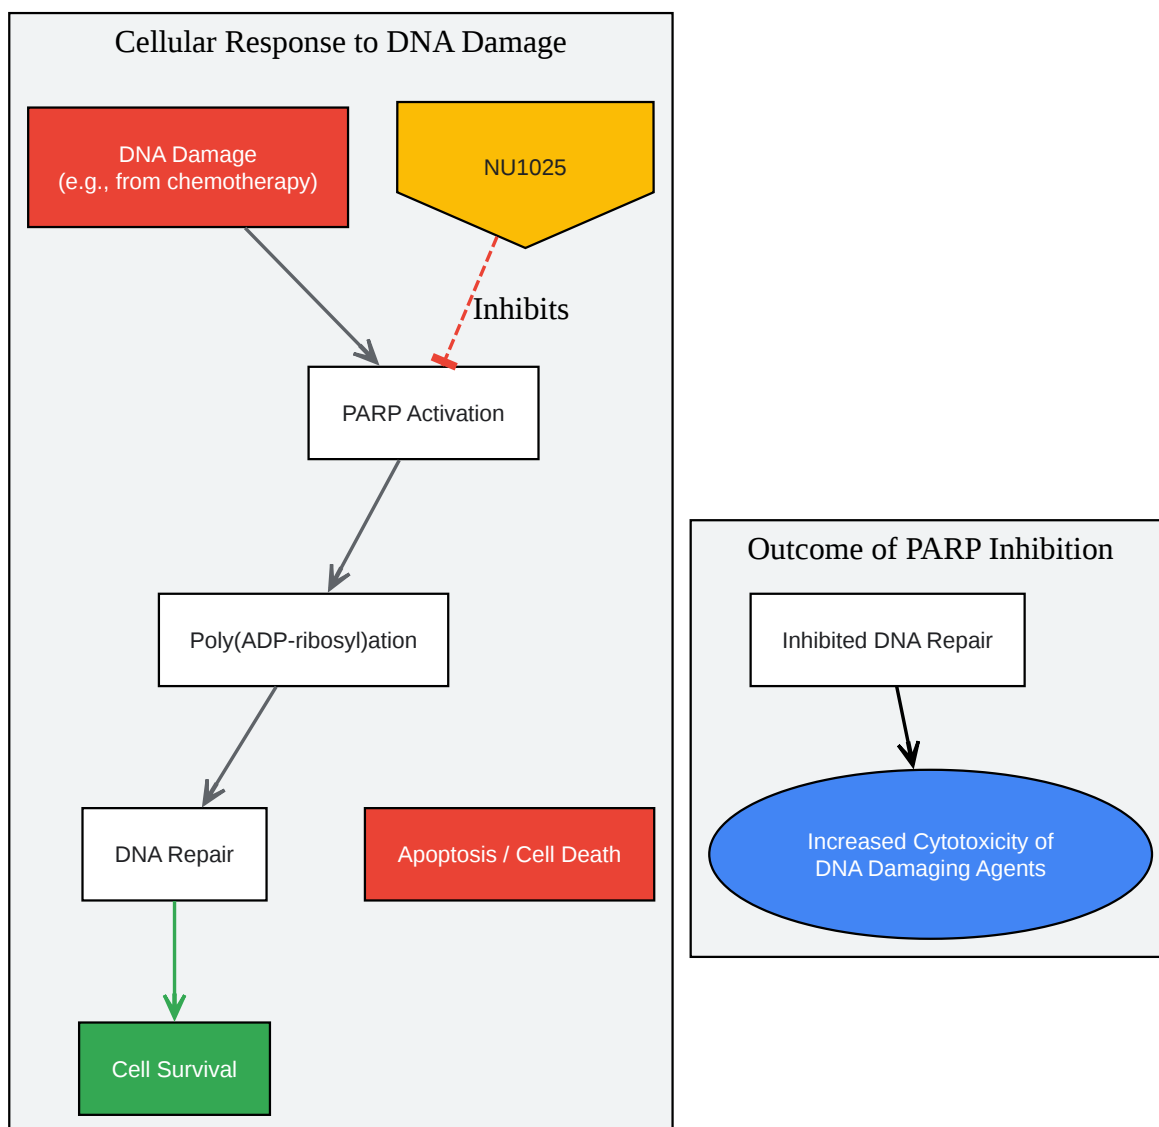 Cellular Response to DNA Damage
DNA Damage
(e.g., from chemotherapy)
NU1025
Inhibits
PARP Activation
Poly(ADP-ribosyl)ation
DNA Repair
Apoptosis / Cell Death
Cell Survival
Outcome of PARP Inhibition
Inhibited DNA Repair
Increased Cytotoxicity of
DNA Damaging Agents